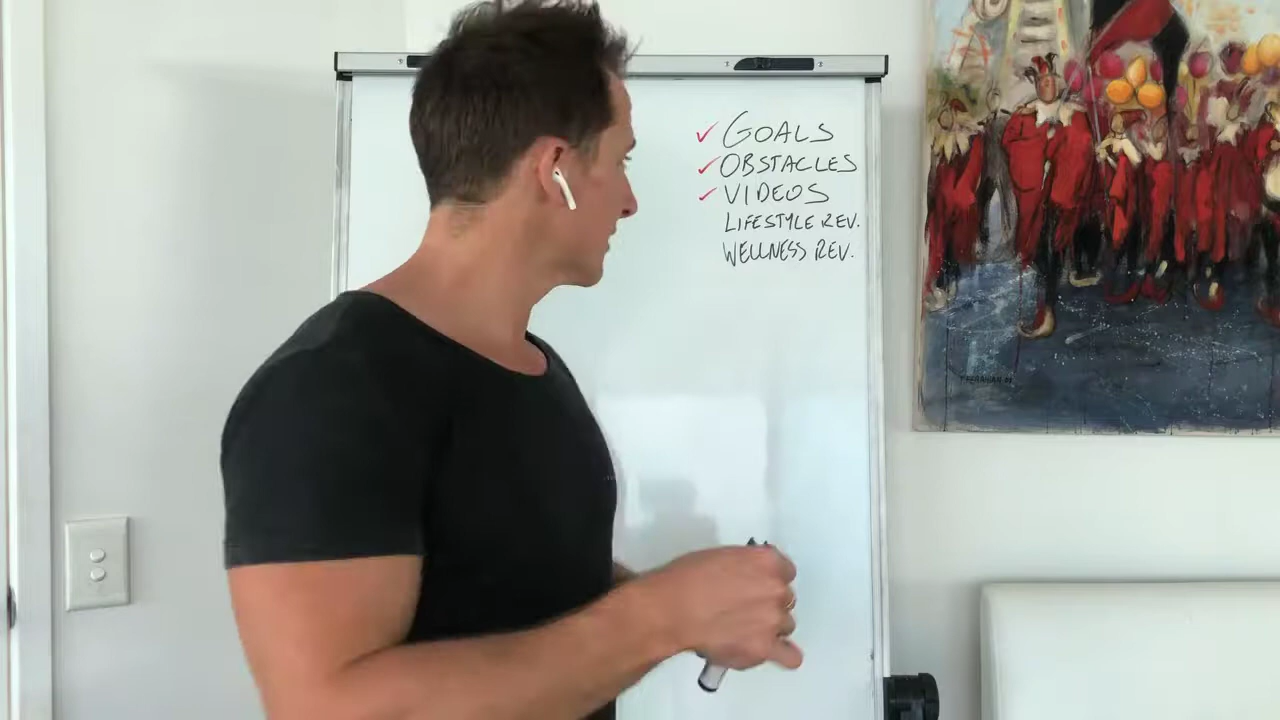 ✓ GOALS
✓ OBSTACLES
✓ VIDEOS
LIFESTYLE REV.
WELLNESS REV.